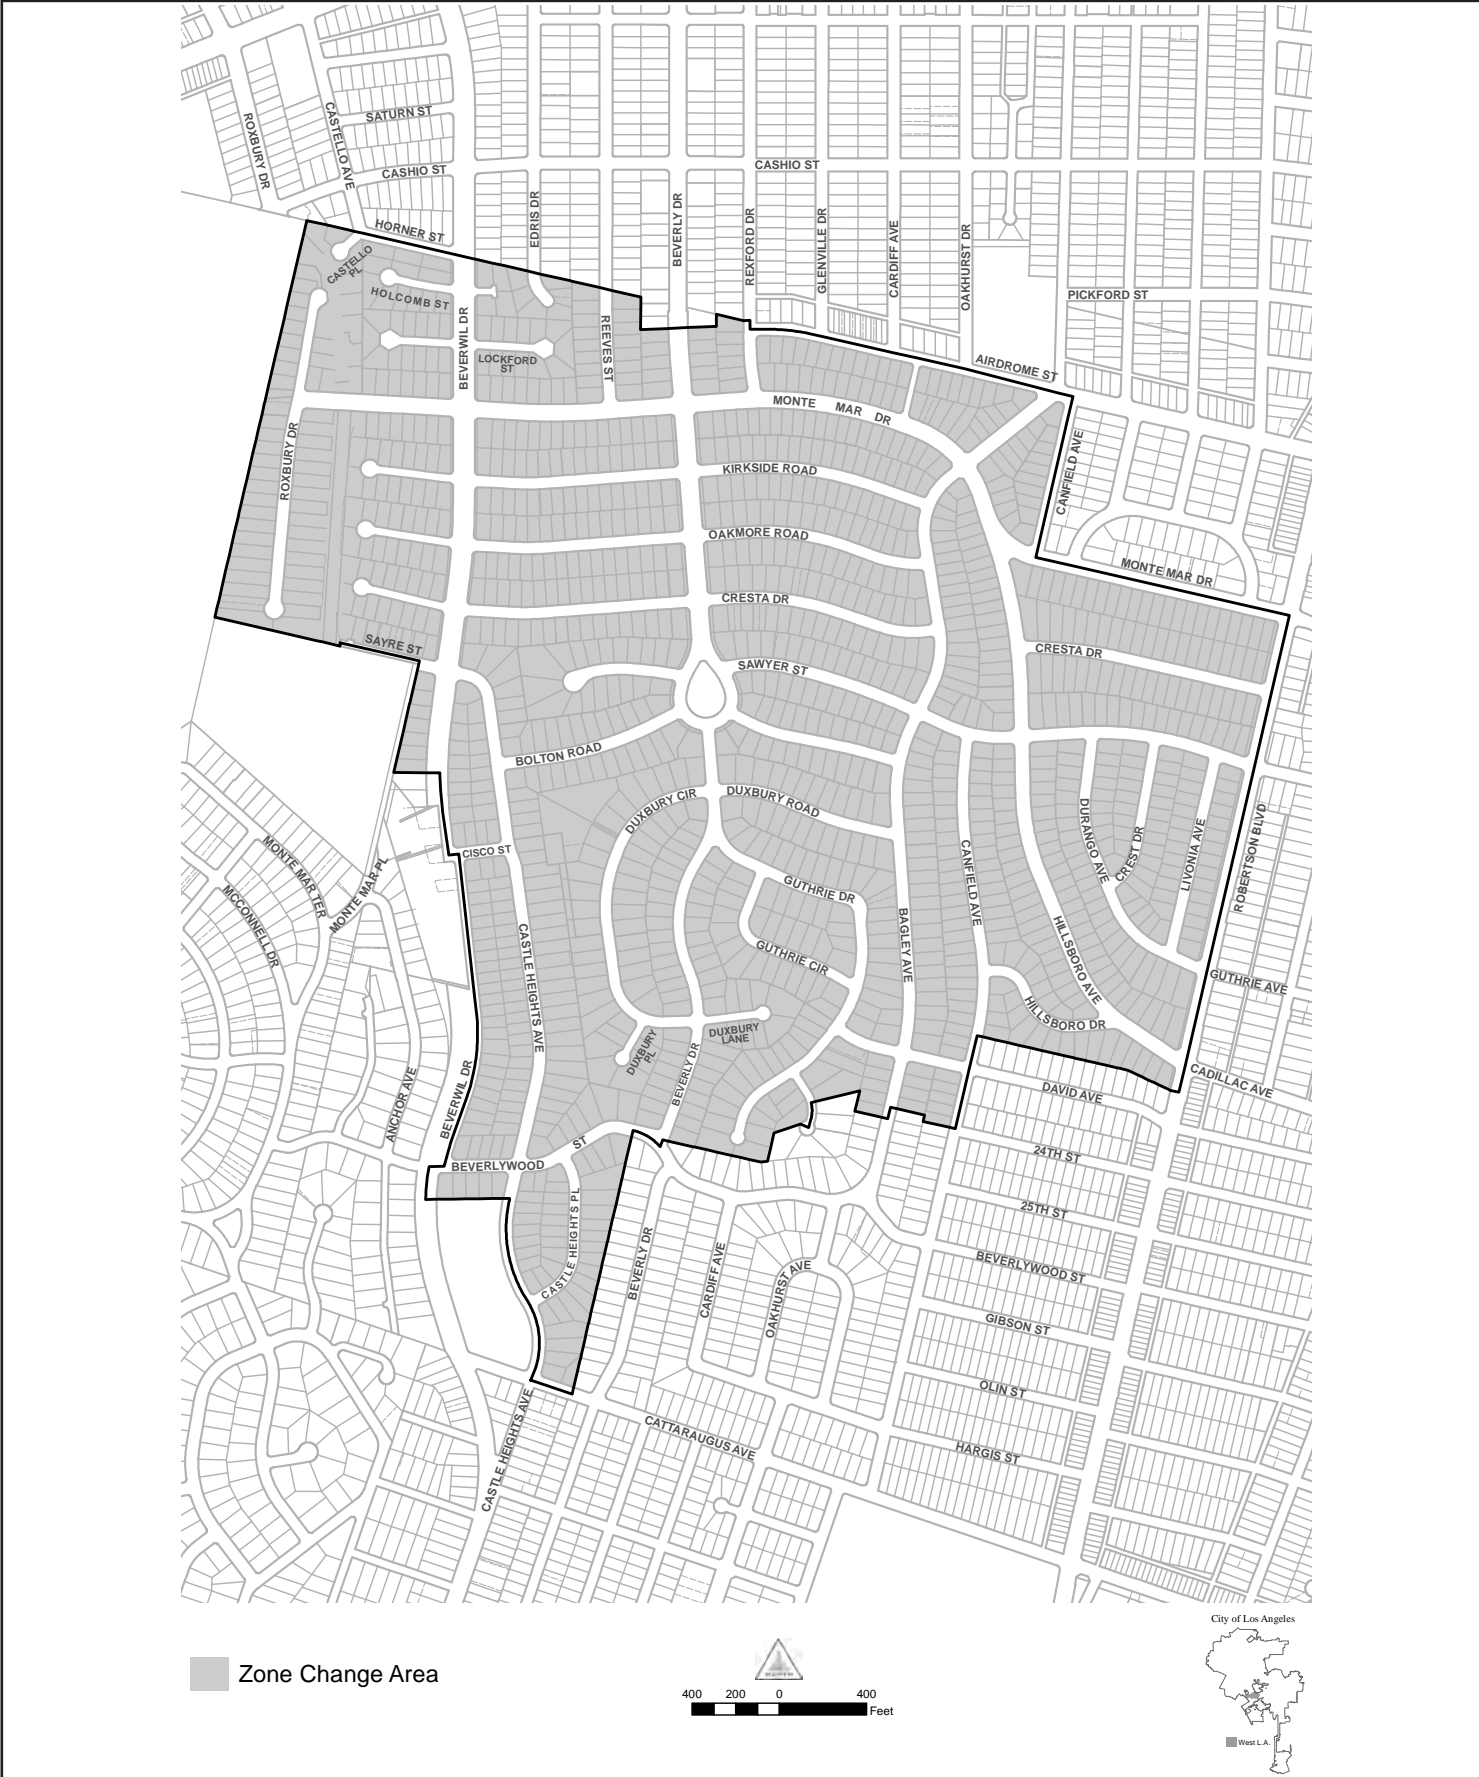 SATURN ST
ROXBURY DR
CASTELLO AVE
CASHIO ST
CASHIO ST
HORNER ST
EDRIS DR
BEVERLY DR
REXFORD DR
GLENVILLE DR
CARDIFF AVE
OAKHURST DR
PICKFORD ST
CASTELLO
PL
HOLCOMB ST
BEVERWIL DR
REEVES ST
LOCKFORD
ST
AIRDROME ST
MONTE MAR DR
ROXBURY DR
KIRKSIDE ROAD
CANFIELD AVE
OAKMORE ROAD
MONTE MAR DR
CRESTA DR
SAYRE ST
CRESTA DR
SAWYER ST
BOLTON ROAD
DUXBURY CIR
DUXBURY ROAD
DURANGO AVE
CREST DR
LIVONIA AVE
ROBERTSON BLVD
CISCO ST
MONTE MAR TER
MONTE MAR PL
MCCONNELL DR
CANFIELD AVE
GUTHRIE DR
BAGLEY AVE
CASTLE HEIGHTS AVE
GUTHRIE CIR
HILLSBORO AVE
GUTHRIE AVE
HILLSBORO DR
DUXBURY
LANE
DUXBURY
PL
BEVERLY DR
BEVERWIL DR
ANCHOR AVE
DAVID AVE
CADILLAC AVE
BEVERLYWOOD ST
24TH ST
25TH ST
CASTLE HEIGHTS PL
BEVERLY DR
CARDIFF AVE
OAKHURST AVE
BEVERLYWOOD ST
GIBSON ST
OLIN ST
CASTLE HEIGHTS AVE
CATTARAUGUS AVE
HARGIS ST
City of Los Angeles
Zone Change Area
400 200 0 400
Feet
West L.A.